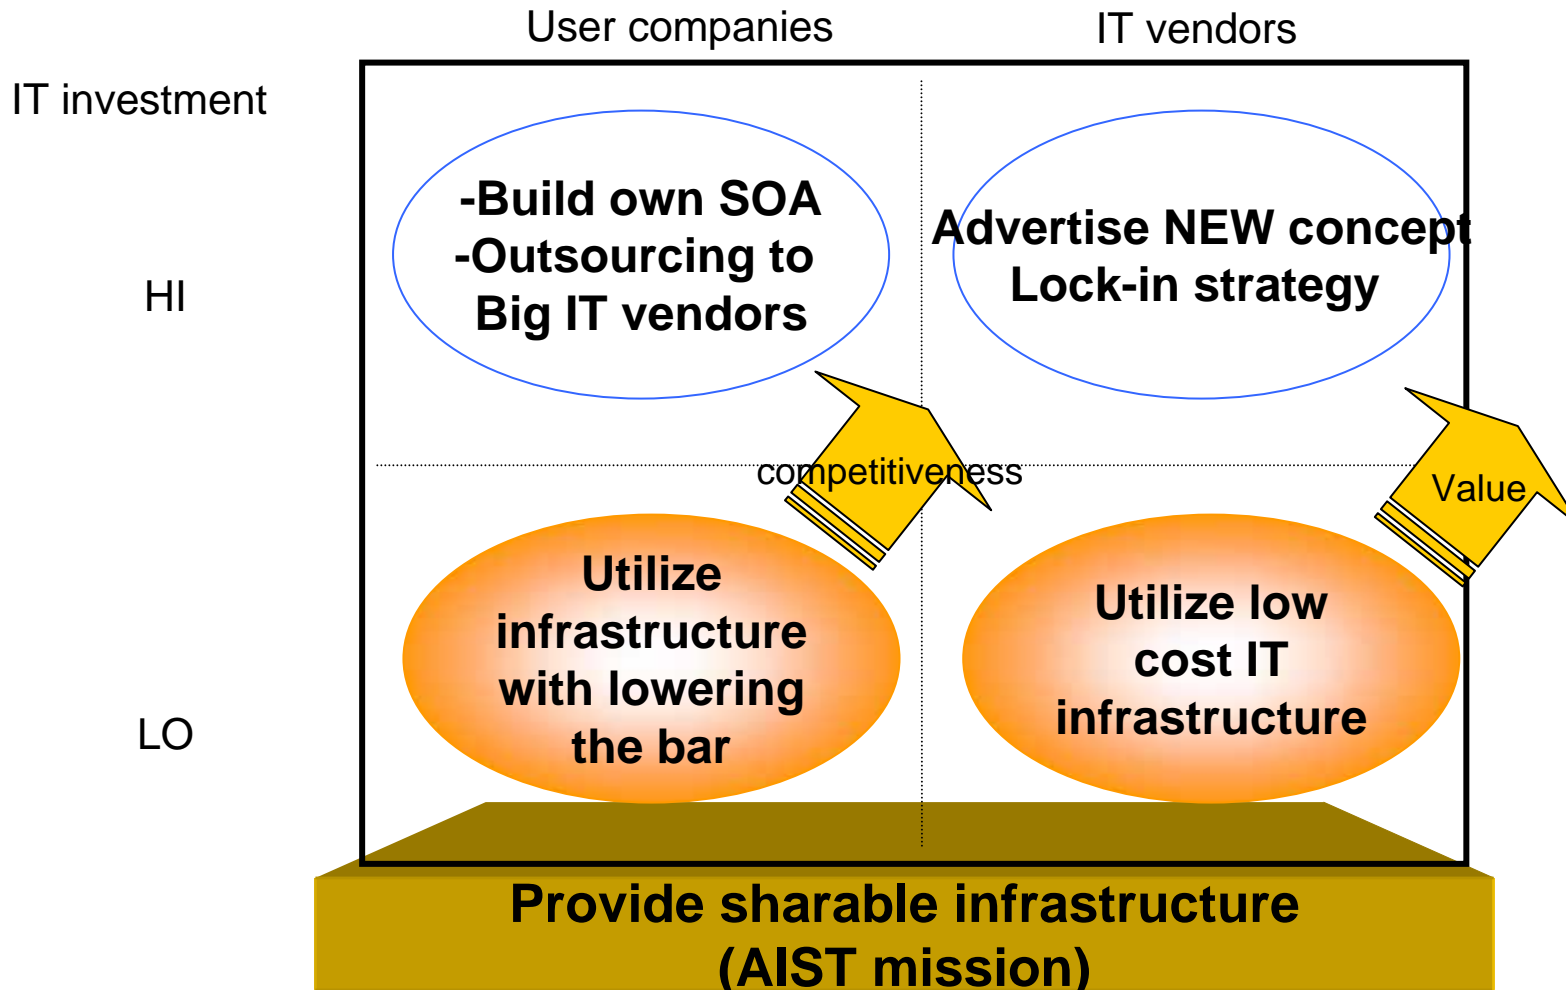 User companies
IT vendors
IT investment
HI
-Build own SOA
-Outsourcing to
Big IT vendors
Advertise NEW concept
Lock-in strategy
competitiveness
Value
LO
Utilize
infrastructure
with lowering
the bar
Utilize low
cost IT
infrastructure
Provide sharable infrastructure
(AIST mission)